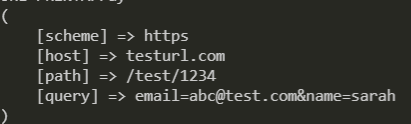 (
    [scheme] => https
    [host] => testurl.com
    [path] => /test/1234
    [query] => email=abc@test.com&name=sarah
)